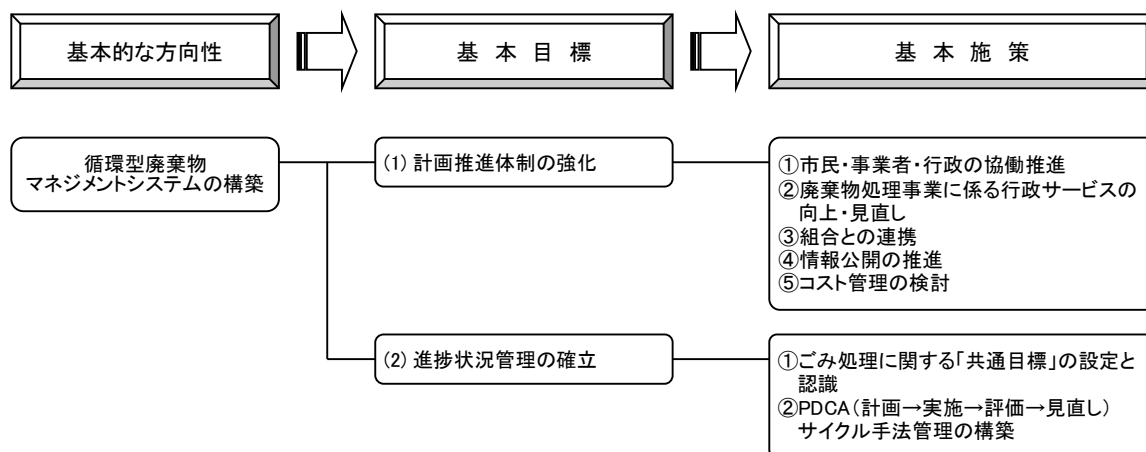 基本的な方向性
基本目標
基本施策
循環型廃棄物
マネジメントシステムの構築
(1) 計画推進体制の強化
①市民・事業者・行政の協働推進
②廃棄物処理事業に係る行政サービスの
向上・見直し
③組合との連携
④情報公開の推進
⑤コスト管理の検討
(2) 進捗状況管理の確立
①ごみ処理に関する「共通目標」の設定と
認識
②PDCA(計画→実施→評価→見直し)
サイクル手法管理の構築